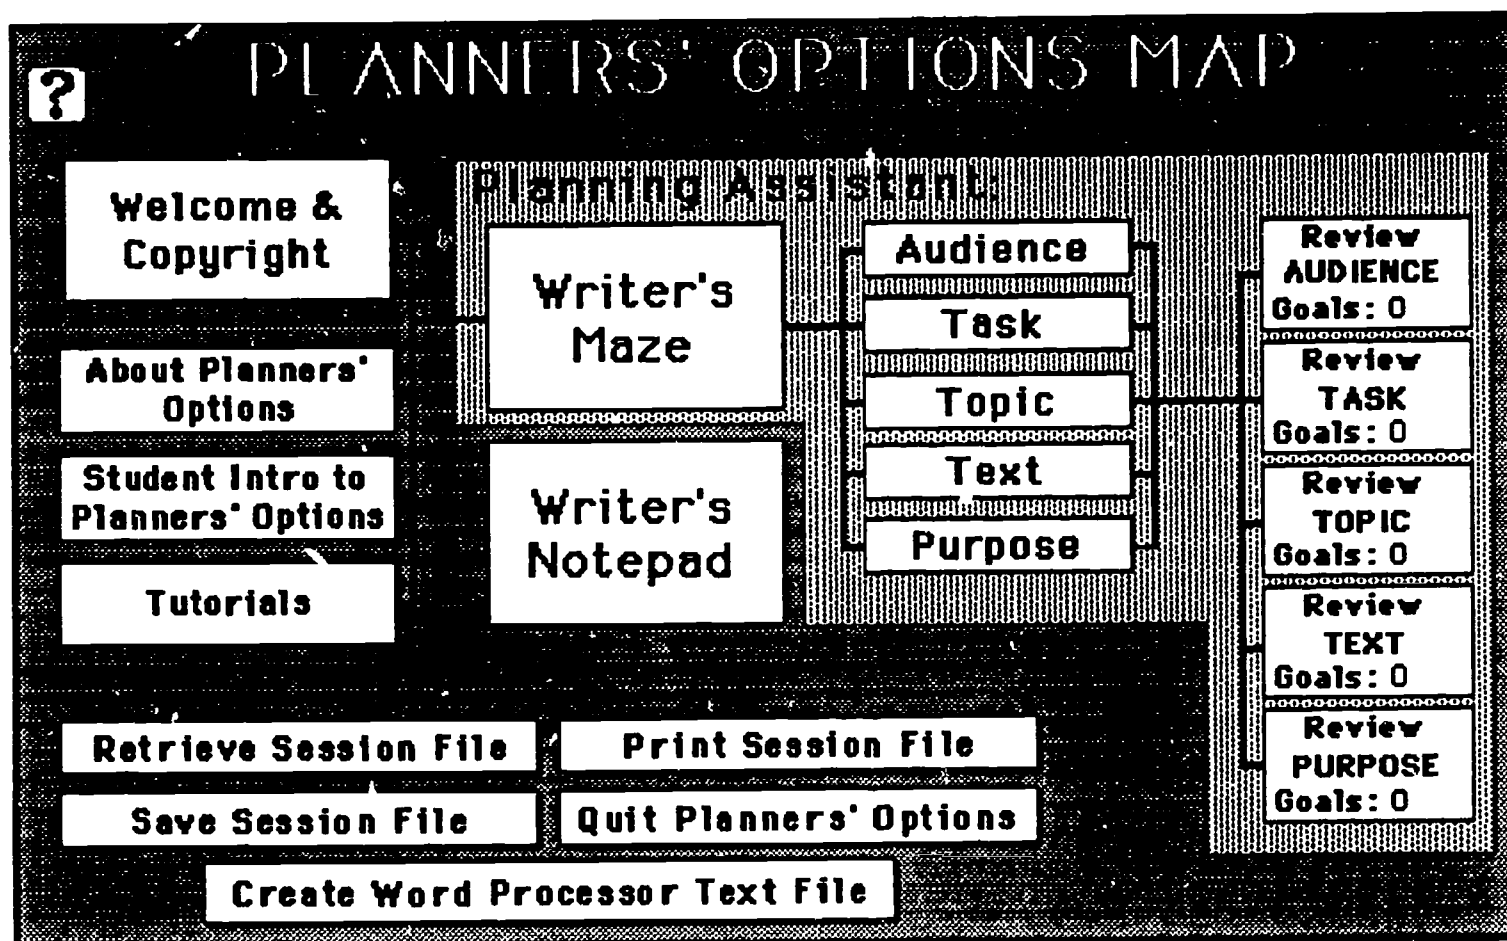 PLANNERS' OPTIONS MAP
?
Welcome &
Copyright
About Planners'
Options
Student Intro to
Planners' Options
Tutorials
Planning Assistant:
Writer's
Maze
Writer's
Notepad
Audience
Task
Topic
Text
Purpose
Review
AUDIENCE
Goals: 0
Review
TASK
Goals: 0
Review
TOPIC
Goals: 0
Review
TEXT
Goals: 0
Review
PURPOSE
Goals: 0
Retrieve Session File
Print Session File
Save Session File
Quit Planners' Options
Create Word Processor Text File